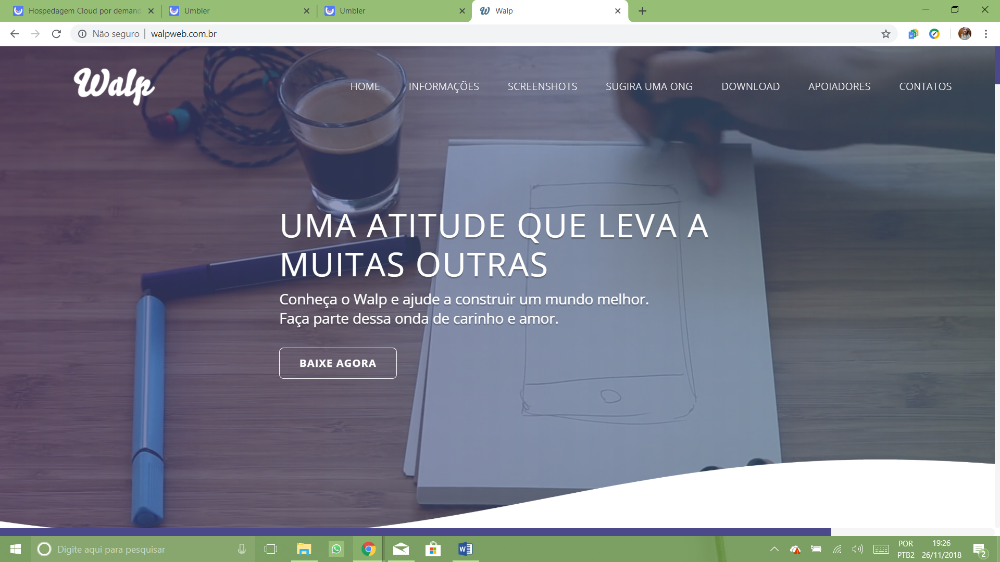 Hospedagem Cloud por demand
Umbler
Umbler
Walp
Não seguro | walpweb.com.br
Walp
HOME
INFORMAÇÕES
SCREENSHOTS
SUGIRA UMA ONG
DOWNLOAD
APOIADORES
CONTATOS
UMA ATITUDE QUE LEVA A
MUITAS OUTRAS
Conheça o Walp e ajude a construir um mundo melhor.
Faça parte dessa onda de carinho e amor.
BAIXE AGORA
Digite aqui para pesquisar
POR
PTB2
19:26
26/11/2018
2